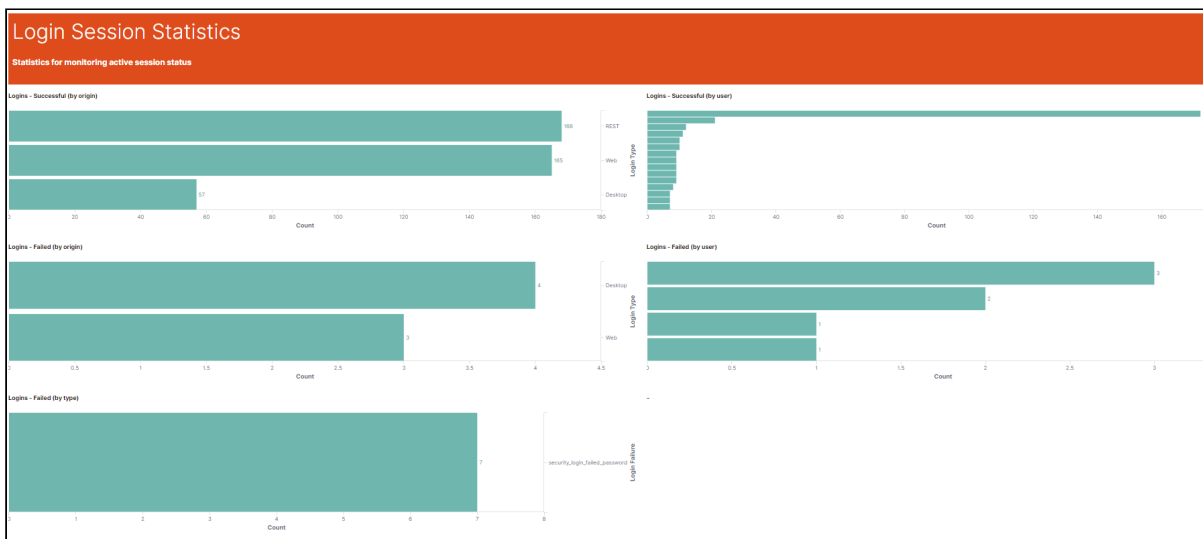 Login Session Statistics
Statistics for monitoring active session status
Logins - Successful (by origin)
168
REST
165
Web
57
Desktop
Login Type
0 20 40 60 80 100 120 140 160 180
Count
Logins - Successful (by user)
0 20 40 60 80 100 120 140 160
Count
Logins - Failed (by origin)
4
Desktop
3
Web
Login Type
0 0.5 1 1.5 2 2.5 3 3.5 4 4.5
Count
Logins - Failed (by user)
3
2
1
1
0 0.5 1 1.5 2 2.5 3
Count
Logins - Failed (by type)
7
security_login_failed_password
Login Failure
0 1 2 3 4 5 6 7 8
Count
-